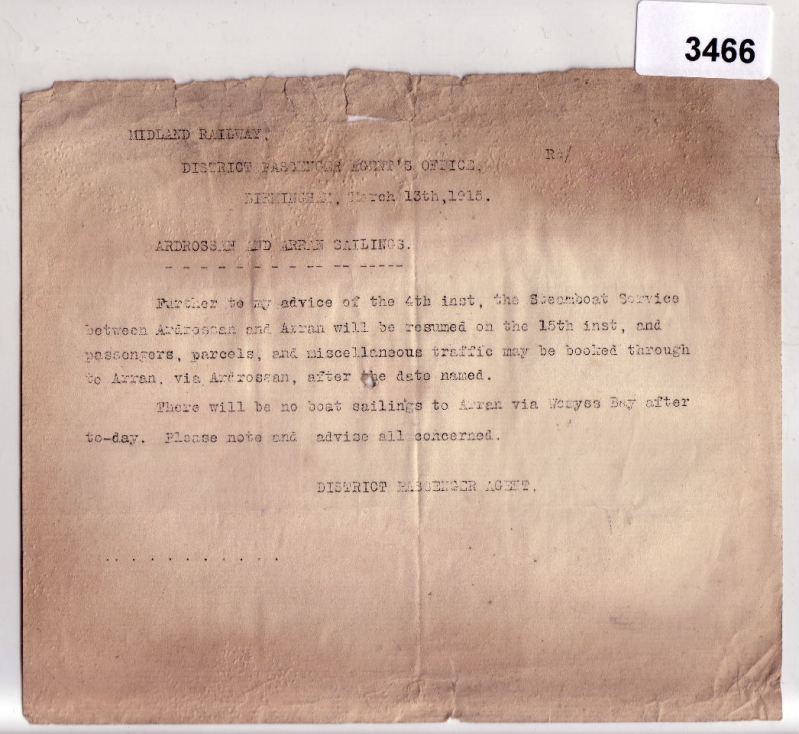 3466
MIDLAND RAILWAY.
R
DISTRICT PASSENGER AGENT'S OFFICE,
BIRMINGHAM, March 13th,1915.
ARDROSSAN AND ARRAN SAILINGS.
- - - - - - - - - -- -- -----
Further to my advice of the 4th inst, the Steamboat Service
between Ardrossan and Arran will be resumed on the 15th inst, and
passengers, parcels, and miscellaneous traffic may be booked through
to Arran, via Ardrossan, after the date named.
There will be no boat sailings to Arran via Wemyss Bay after
to-day. Please note and advise all concerned.
DISTRICT PASSENGER AGENT.
. . . . . . . . . . . .